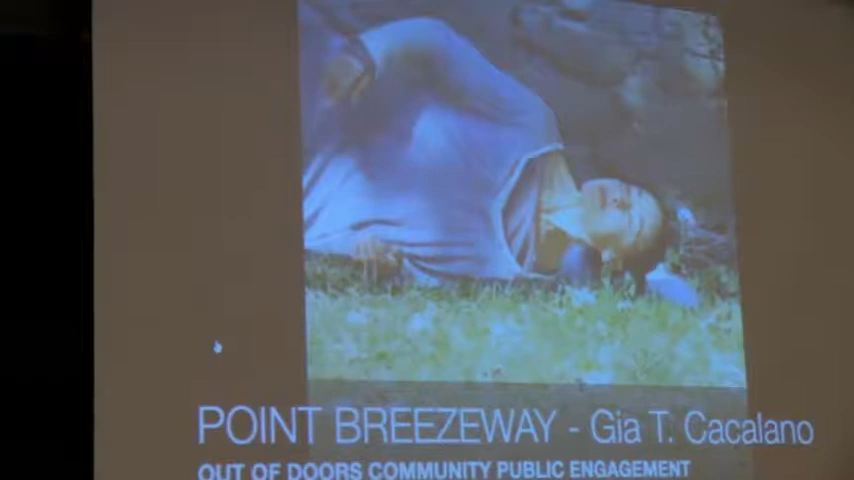 POINT BREEZEWAY - Gia T. Cacalano
OUT OF DOORS COMMUNITY PUBLIC ENGAGEMENT